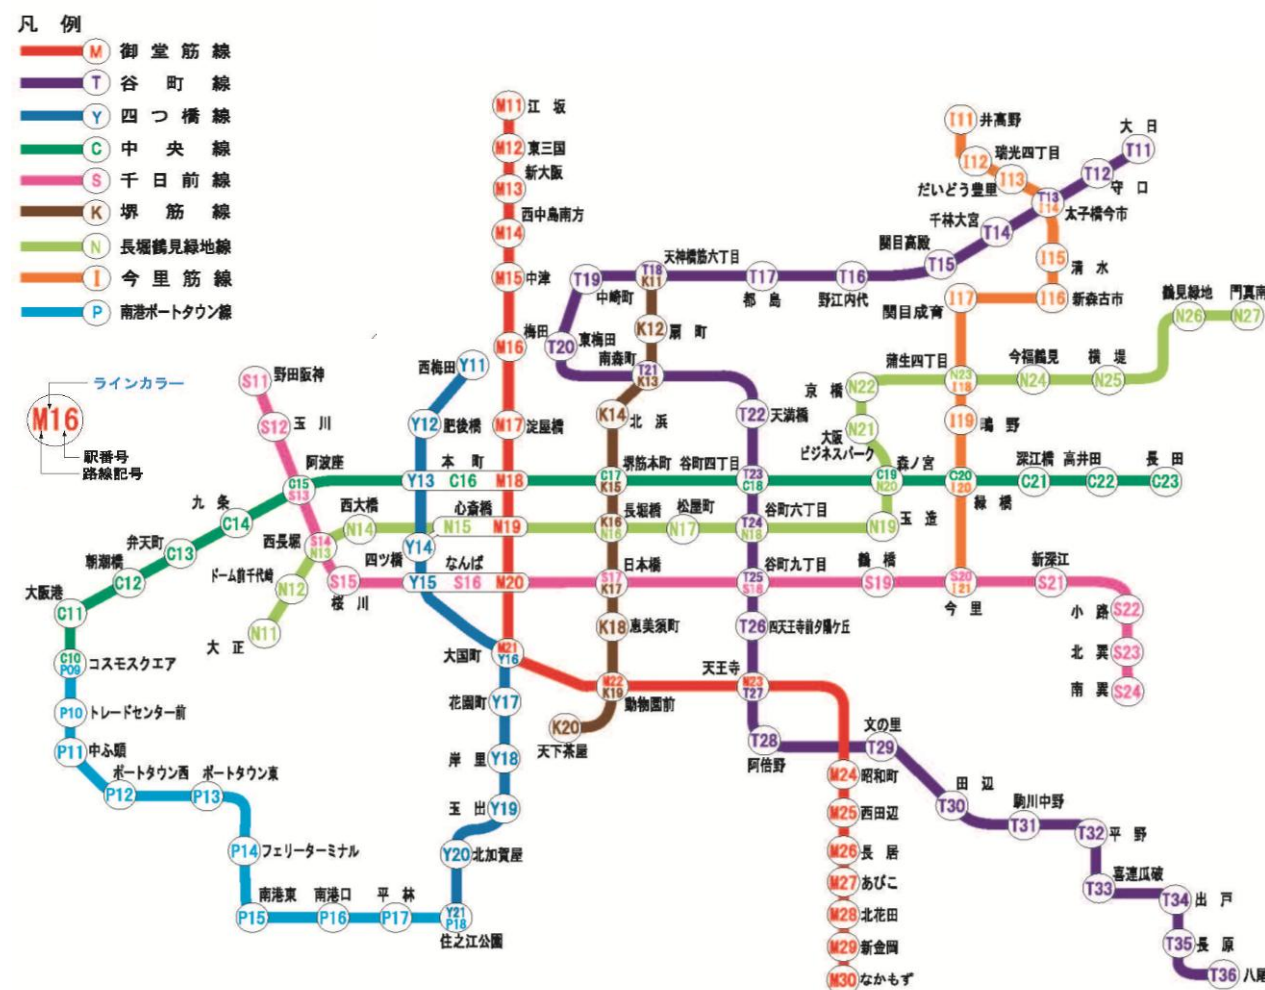 凡 例
M 御堂筋線
T 谷町線
Y 四つ橋線
C 中央線
S 千日前線
K 堺筋線
N 長堀鶴見緑地線
I 今里筋線
P 南港ポートタウン線
ラインカラー
M16
駅番号
路線記号
M11 江坂
M12 東三国
新大阪
M13
西中島南方
M14
M15 中津
梅田
M16
M17 淀屋橋
本町
Y13 C16 M18
心斎橋
N15 M19
なんば
Y15 S16 M20
大国町
M21
Y16
M22
K19
動物園前
天王寺
M23
T27
M24 昭和町
M25 西田辺
M26 長居
M27 あびこ
M28 北花田
M29 新金岡
M30 なかもず
大日
T11
T12
守口
T13
I14
太子橋今市
千林大宮
T14
関目高殿
T15
T16
野江内代
T17
都島
天神橋筋六丁目
T18
K11
T19
中崎町
東梅田
T20
南森町
T21
K13
T22 天満橋
谷町四丁目
T23
C18
T24
N18
谷町六丁目
谷町九丁目
T25
S18
T26 四天王寺前夕陽ケ丘
T28
阿倍野
文の里
T29
田辺
T30
駒川中野
T31
T32 平野
喜連瓜破
T33
T34 出戸
T35 長原
T36 八尾
西梅田 Y11
Y12 肥後橋
Y14
四ツ橋
花園町 Y17
岸里 Y18
玉出 Y19
Y20 北加賀屋
Y21
P18
住之江公園
K12 扇町
K14
北浜
C17
K15
堺筋本町
K16
N16
長堀橋
S17
K17
日本橋
K18 恵美須町
K20
天下茶屋
I11 井高野
瑞光四丁目
I12
I13
だいどう豊里
I15
清水
I16 新森古市
I17
関目成育
蒲生四丁目
N23
I18
I19 鴫野
C20
I20
緑橋
S20
I21
今里
鶴見緑地
N26
門真南
N27
今福鶴見
N24
横堤
N25
京橋
N22
N21
大阪
ビジネスパーク
森ノ宮
C19
N20
N19
玉造
松屋町
N17
西大橋
N14
西長堀
S14
N13
ドーム前千代崎
N12
N11
大正
深江橋
C21
高井田
C22
長田
C23
阿波座
C15
S13
九条
C14
弁天町
C13
朝潮橋
C12
大阪港
C11
C10
P09
コスモスクエア
S11 野田阪神
S12 玉川
S15
桜川
鶴橋
S19
新深江
S21
小路 S22
北巽 S23
南巽 S24
P10 トレードセンター前
P11 中ふ頭
ポートタウン西
P12
ポートタウン東
P13
P14 フェリーターミナル
南港東
P15
南港口
P16
平林
P17